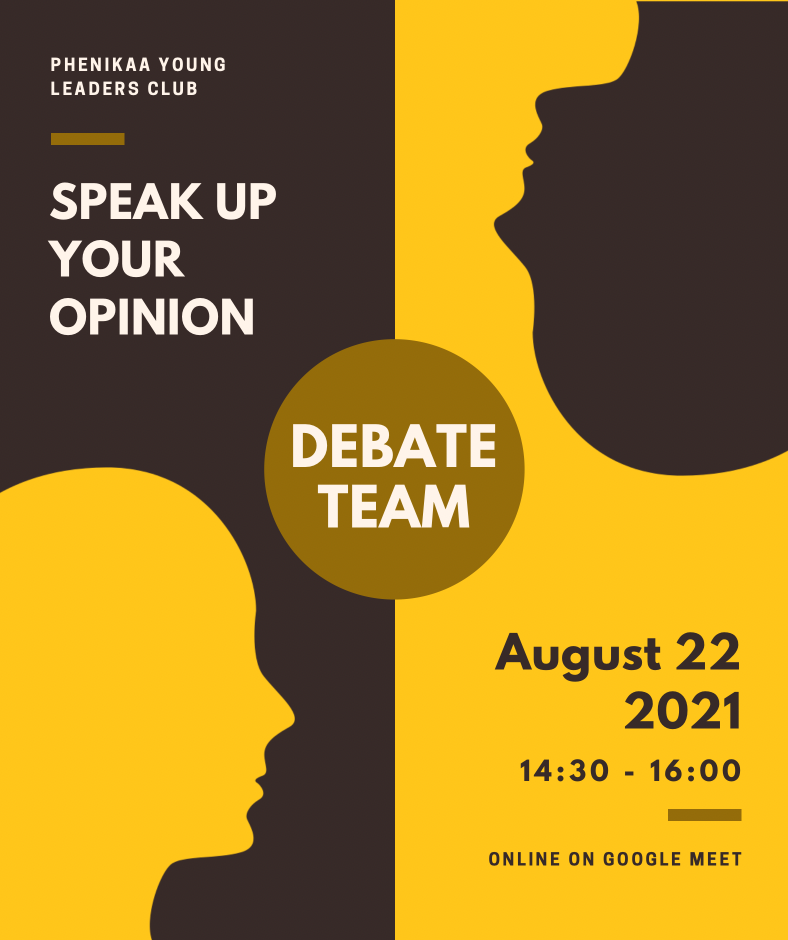 PHENIKAA YOUNG
LEADERS CLUB
SPEAK UP
YOUR
OPINION
DEBATE
TEAM
August 22
2021
14:30 - 16:00
ONLINE ON GOOGLE MEET